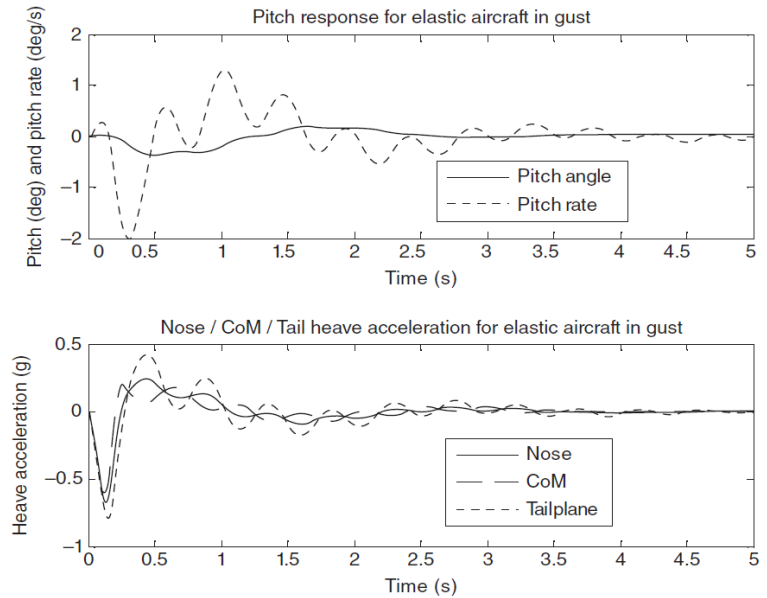 Pitch response for elastic aircraft in gust
Pitch (deg) and pitch rate (deg/s)
2
1
0
−1
−2
Pitch angle
Pitch rate
0 0.5 1 1.5 2 2.5 3 3.5 4 4.5 5
Time (s)
Nose / CoM / Tail heave acceleration for elastic aircraft in gust
Heave acceleration (g)
0.5
0
−0.5
−1
Nose
CoM
Tailplane
0 0.5 1 1.5 2 2.5 3 3.5 4 4.5 5
Time (s)